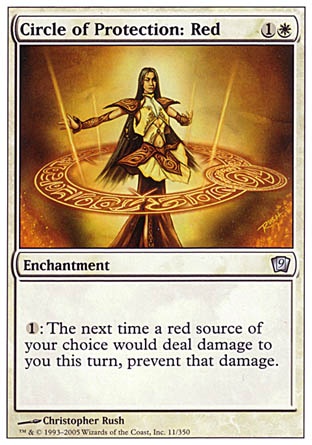 Circle of Protection: Red 1
Enchantment 9
1: The next time a red source of
your choice would deal damage to
you this turn, prevent that damage.
Christopher Rush
™ & © 1993–2005 Wizards of the Coast, Inc. 11/350